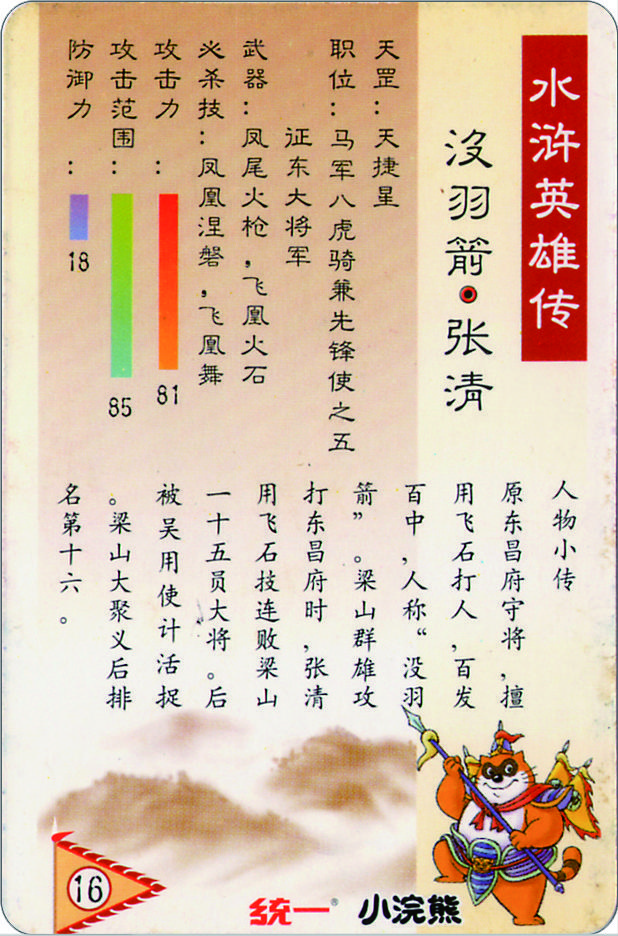 水浒英雄传
没羽箭·张清
天罡：天捷星
职位：马军八虎骑兼先锋使之五
征东大将军
武器：凤尾火枪，飞凰火石
必杀技：凤凰涅磐，飞凰舞
攻击力：
81
攻击范围：
85
防御力：
18
人物小传
原东昌府守将，擅
用飞石打人，百发
百中，人称“没羽
箭”。梁山群雄攻
打东昌府时，张清
用飞石技连败梁山
一十五员大将。后
被吴用使计活捉
。梁山大聚义后排
名第十六。
16
统一®
小浣熊